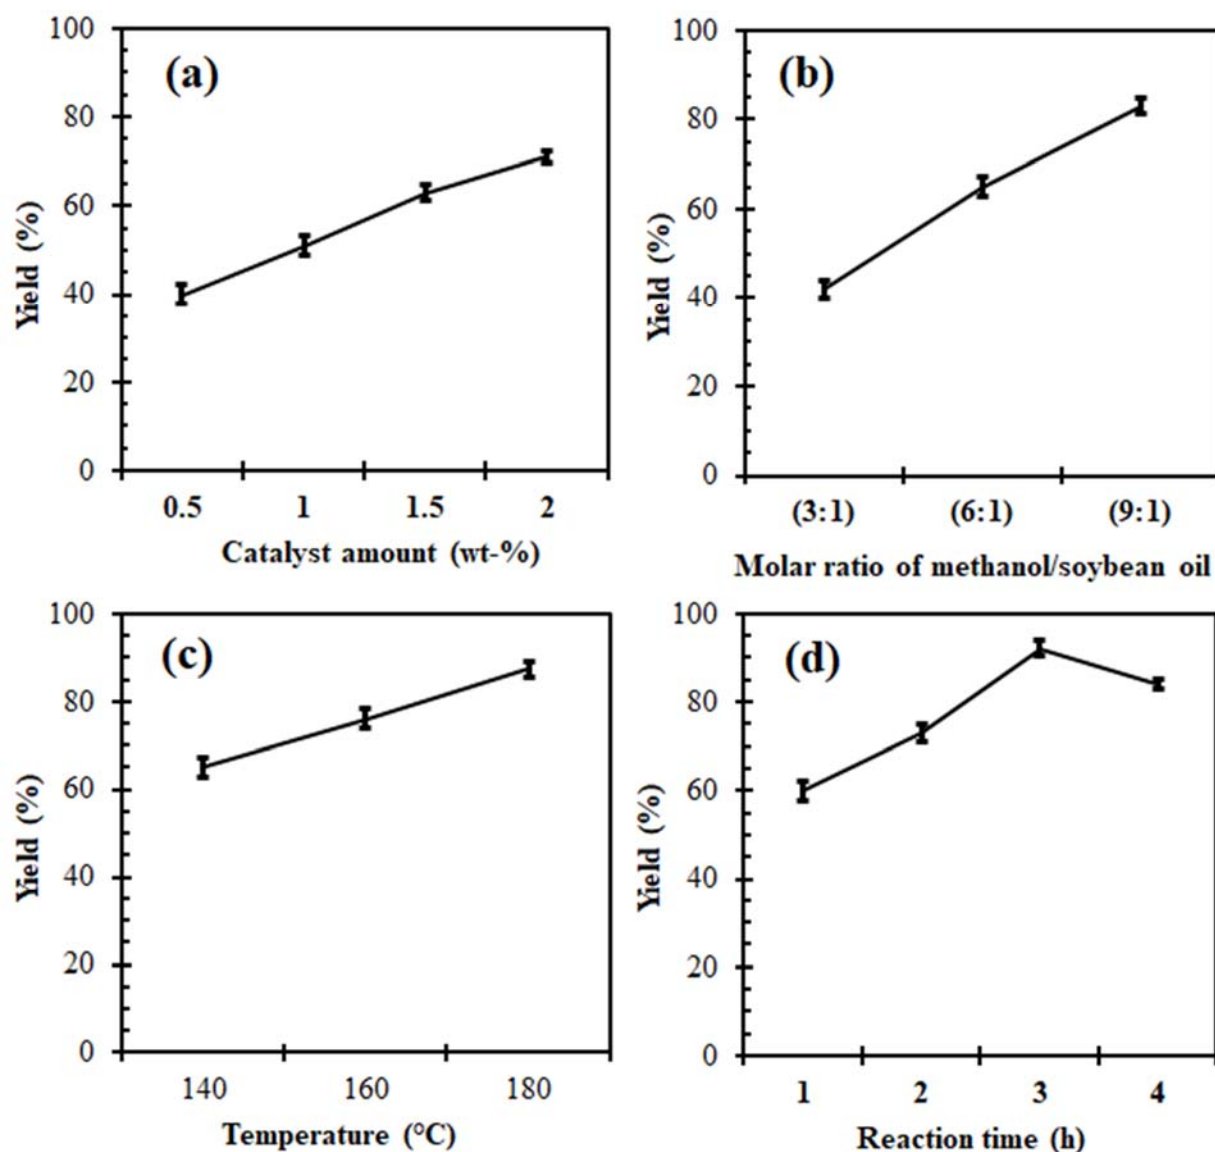 (a)
100
80
60
40
20
0
Yield (%)
0.5 1 1.5 2
Catalyst amount (wt-%)
(b)
100
80
60
40
20
0
Yield (%)
(3:1) (6:1) (9:1)
Molar ratio of methanol/soybean oil
(c)
100
80
60
40
20
0
Yield (%)
140 160 180
Temperature (°C)
(d)
100
80
60
40
20
0
Yield (%)
1 2 3 4
Reaction time (h)